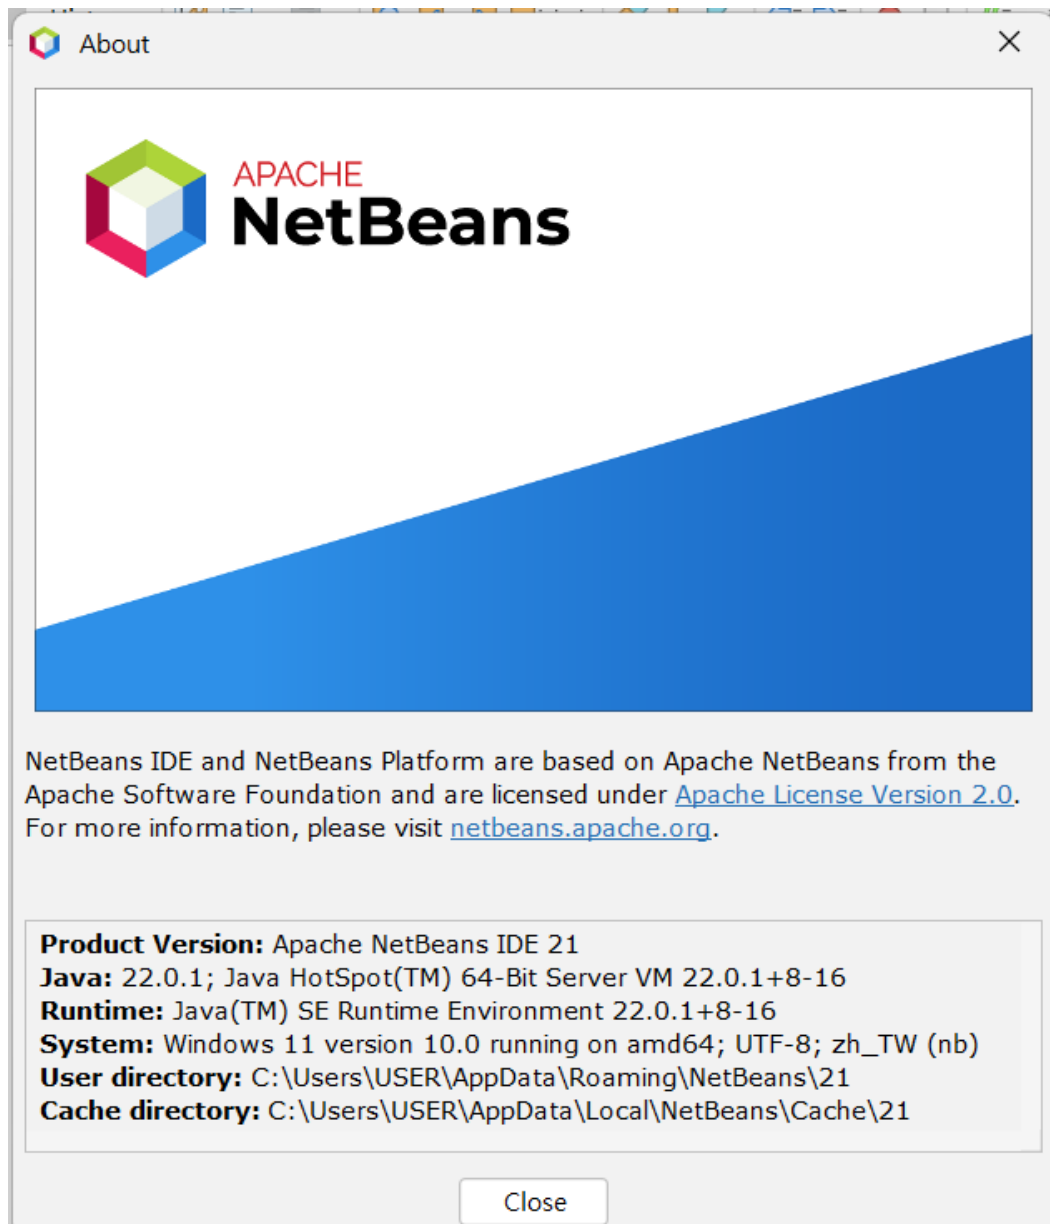 About
APACHE
NetBeans
NetBeans IDE and NetBeans Platform are based on Apache NetBeans from the
Apache Software Foundation and are licensed under Apache License Version 2.0.
For more information, please visit netbeans.apache.org.
Product Version: Apache NetBeans IDE 21
Java: 22.0.1; Java HotSpot(TM) 64-Bit Server VM 22.0.1+8-16
Runtime: Java(TM) SE Runtime Environment 22.0.1+8-16
System: Windows 11 version 10.0 running on amd64; UTF-8; zh_TW (nb)
User directory: C:\Users\USER\AppData\Roaming\NetBeans\21
Cache directory: C:\Users\USER\AppData\Local\NetBeans\Cache\21
Close